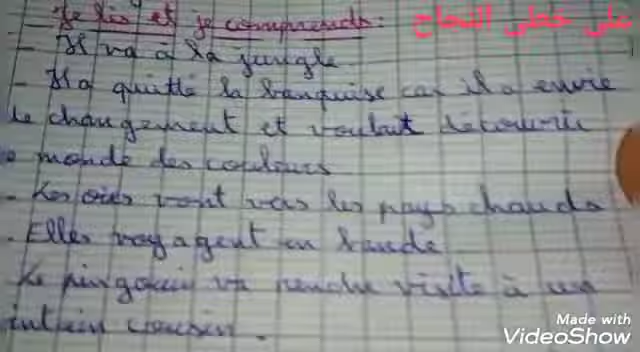 Je lis et je comprends:
على خطى النجاح
- Il va à la jungle
- Il a quitté la banquise car il a envie
de changement et voulait découvrir
le monde des couleurs
- Les oies vont vers les pays chauds
- Elles voyagent en bande
Le pingouin va rendre visite à un
cousin.
Made with
VideoShow